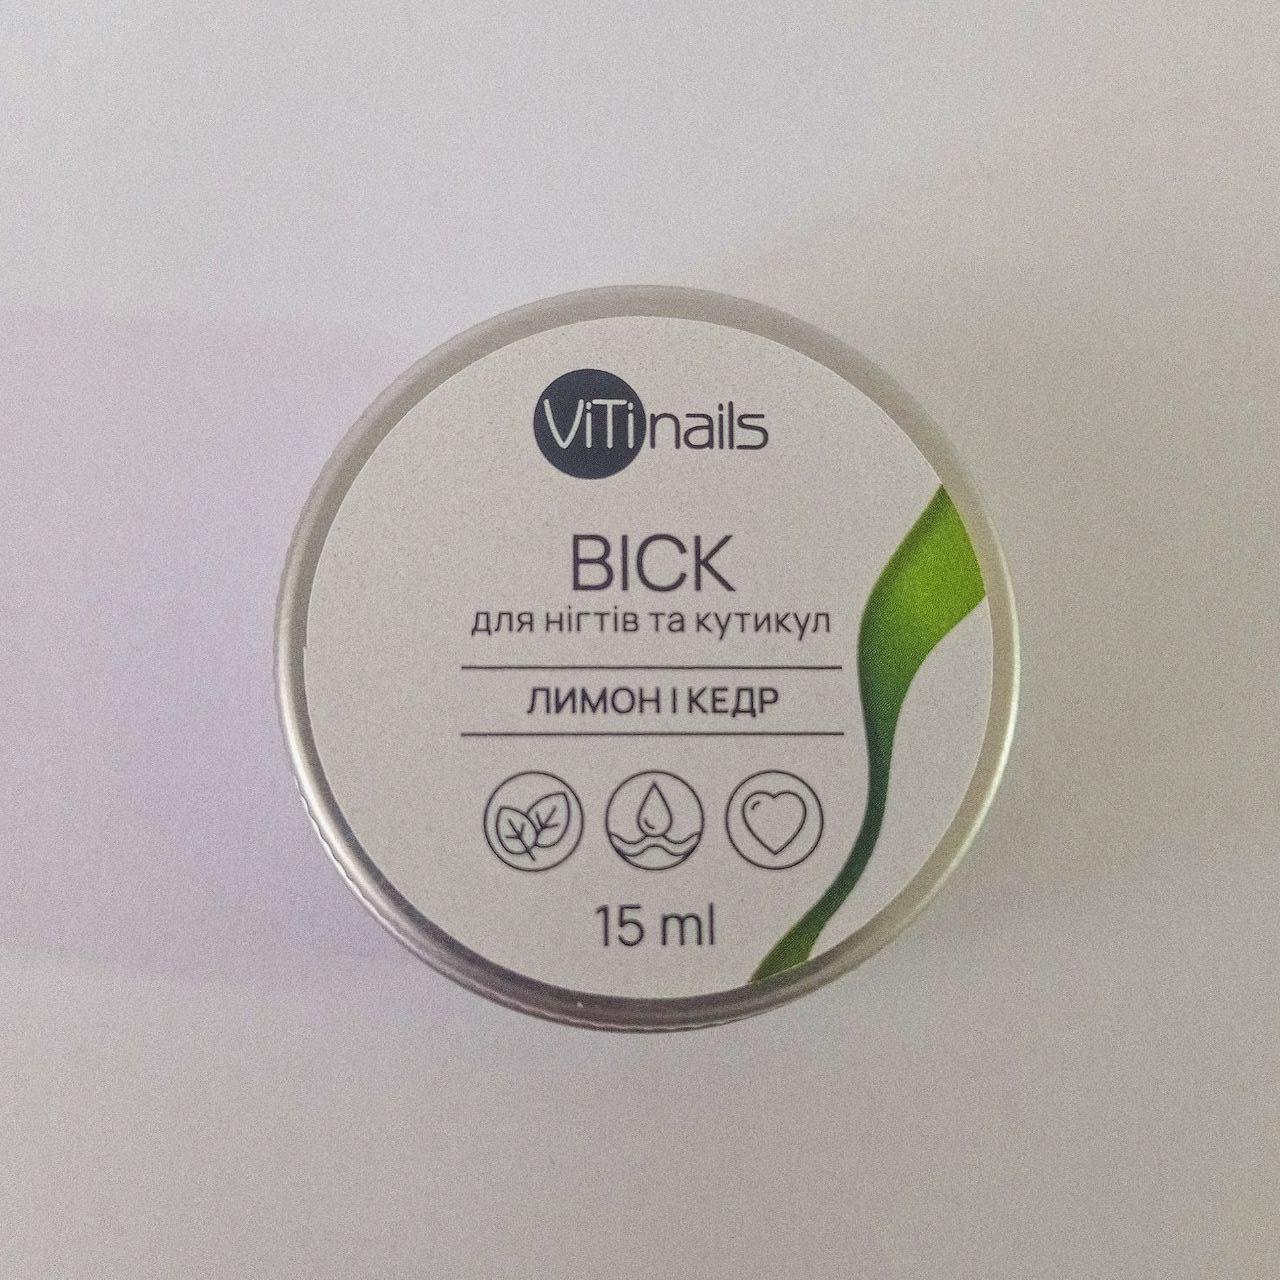 ViTinails
ВІСК
для нігтів та кутикул
ЛИМОН І КЕДР
15 ml